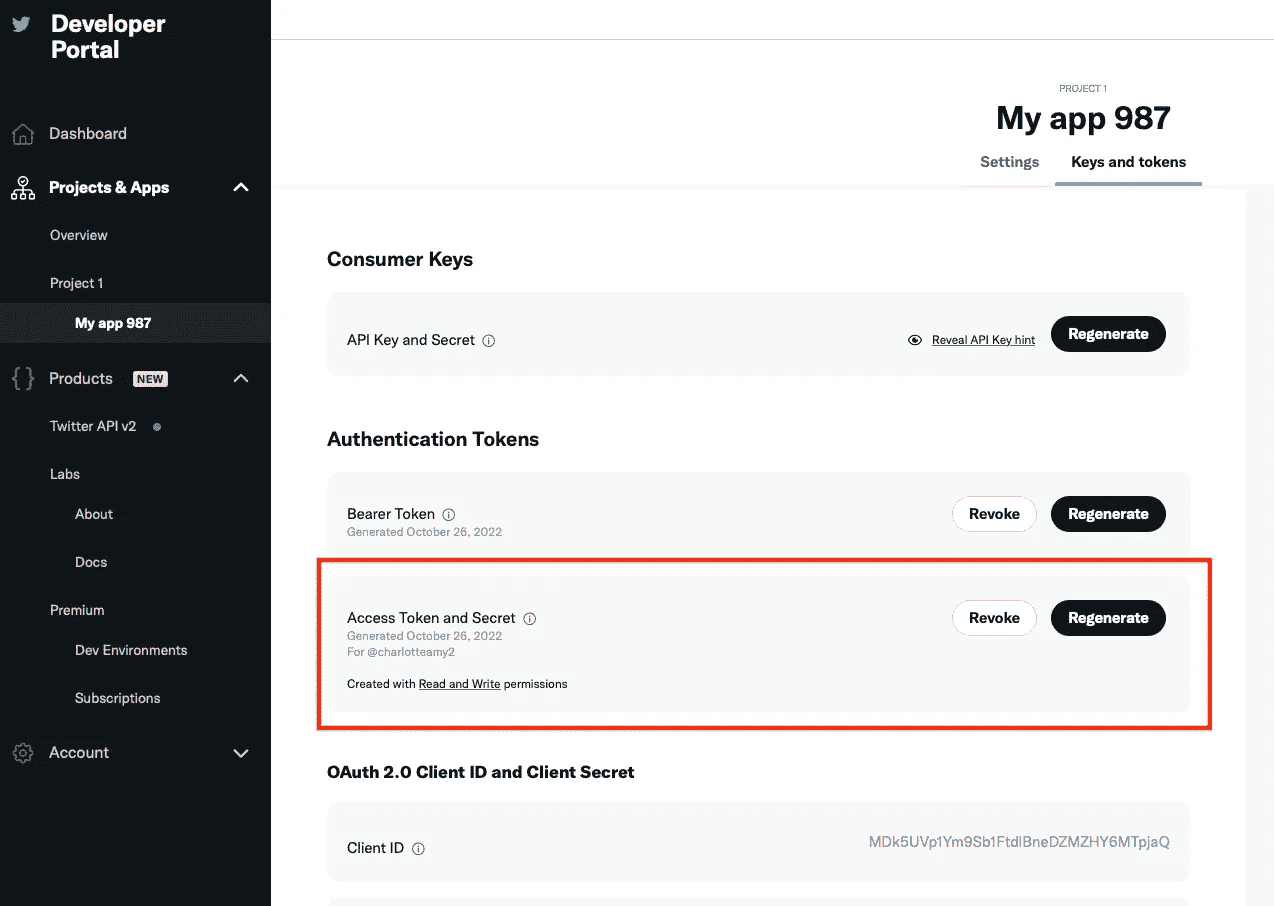 Developer
Portal
Dashboard
Projects & Apps
Overview
Project 1
My app 987
Products NEW
Twitter API v2
Labs
About
Docs
Premium
Dev Environments
Subscriptions
Account
PROJECT 1
My app 987
Settings Keys and tokens
Consumer Keys
API Key and Secret Reveal API Key hint Regenerate
Authentication Tokens
Bearer Token Revoke Regenerate
Generated October 26, 2022
Access Token and Secret Revoke Regenerate
Generated October 26, 2022
For @charlotteamy2
Created with Read and Write permissions
OAuth 2.0 Client ID and Client Secret
Client ID MDk5UVp1Ym9Sb1FtdlBneDZMZHY6MTpjaQ